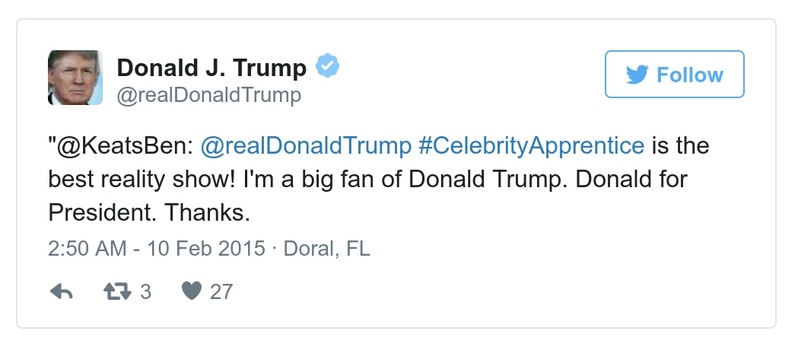 Donald J. Trump
@realDonaldTrump
Follow
"@KeatsBen: @realDonaldTrump #CelebrityApprentice is the
best reality show! I'm a big fan of Donald Trump. Donald for
President. Thanks.
2:50 AM - 10 Feb 2015 · Doral, FL
3 27